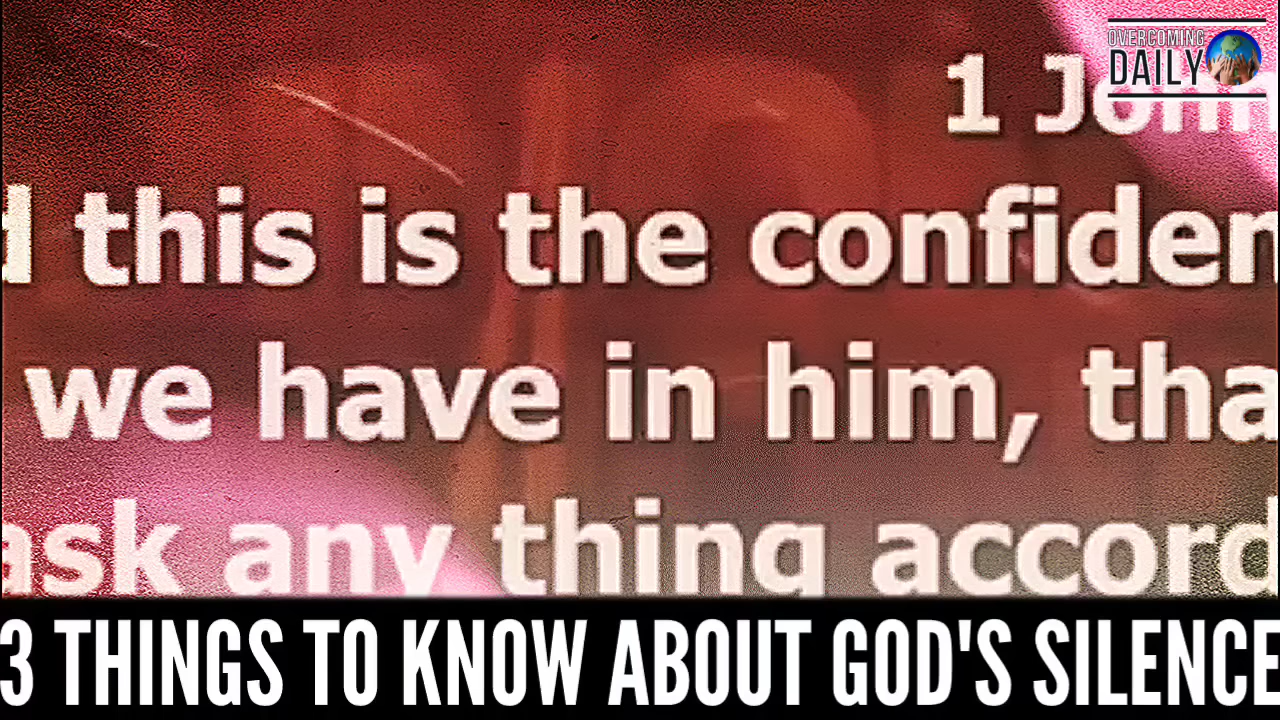 OVERCOMING
DAILY
1 John
d this is the confiden
we have in him, tha
ask any thing accord
3 THINGS TO KNOW ABOUT GOD'S SILENCE